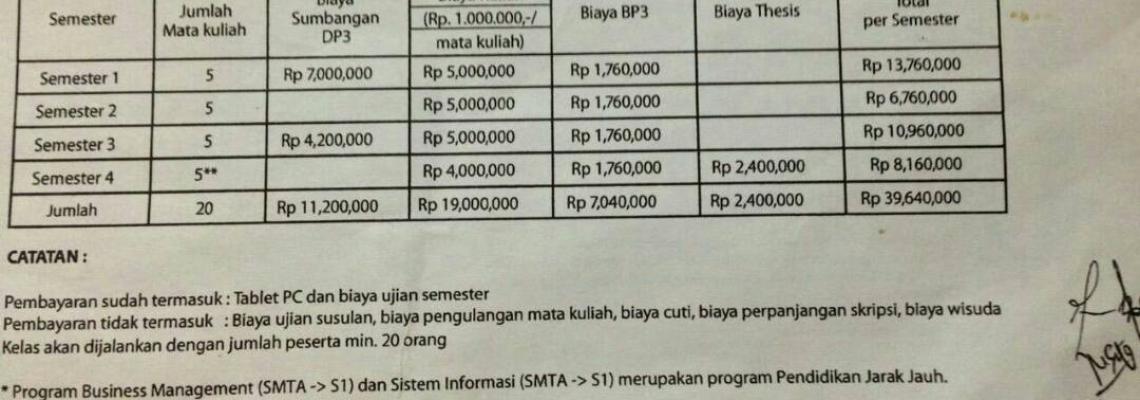 Semester Jumlah Mata kuliah Biaya Sumbangan DP3 (Rp. 1.000.000,-/ mata kuliah) Biaya BP3 Biaya Thesis Total per Semester
Semester 1 5 Rp 7,000,000 Rp 5,000,000 Rp 1,760,000 Rp 13,760,000
Semester 2 5 Rp 5,000,000 Rp 1,760,000 Rp 6,760,000
Semester 3 5 Rp 4,200,000 Rp 5,000,000 Rp 1,760,000 Rp 10,960,000
Semester 4 5** Rp 4,000,000 Rp 1,760,000 Rp 2,400,000 Rp 8,160,000
Jumlah 20 Rp 11,200,000 Rp 19,000,000 Rp 7,040,000 Rp 2,400,000 Rp 39,640,000
CATATAN :
Pembayaran sudah termasuk : Tablet PC dan biaya ujian semester
Pembayaran tidak termasuk : Biaya ujian susulan, biaya pengulangan mata kuliah, biaya cuti, biaya perpanjangan skripsi, biaya wisuda
Kelas akan dijalankan dengan jumlah peserta min. 20 orang
* Program Business Management (SMTA -> S1) dan Sistem Informasi (SMTA -> S1) merupakan program Pendidikan Jarak Jauh.